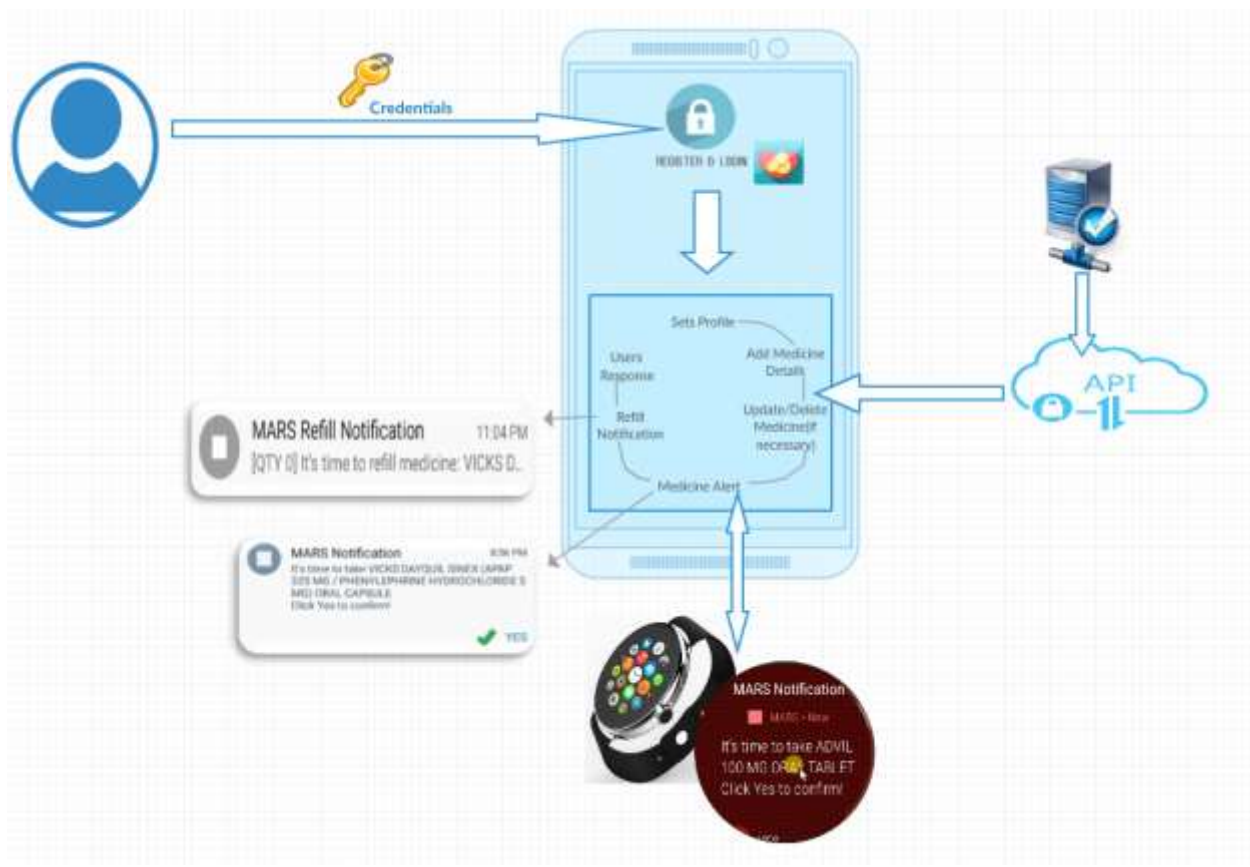 Credentials
REGISTER & LOGIN
Sets Profile
Add Medicine
Details
Update/Delete
Medicine(if
necessary)
Medicine Alert
Refill
Notification
Users
Response
API
MARS Refill Notification 11:04 PM
[QTY 0] It's time to refill medicine: VICKS D..
MARS Notification
It's time to take VICKS DAYQUIL SINEX (APAP
325 MG / PHENYLEPHRINE HYDROCHLORIDE 5
MG) ORAL CAPSULE
Click Yes to confirm!
YES
MARS Notification
MARS • Now
It's time to take ADVIL
100 MG ORAL TABLET
Click Yes to confirm!